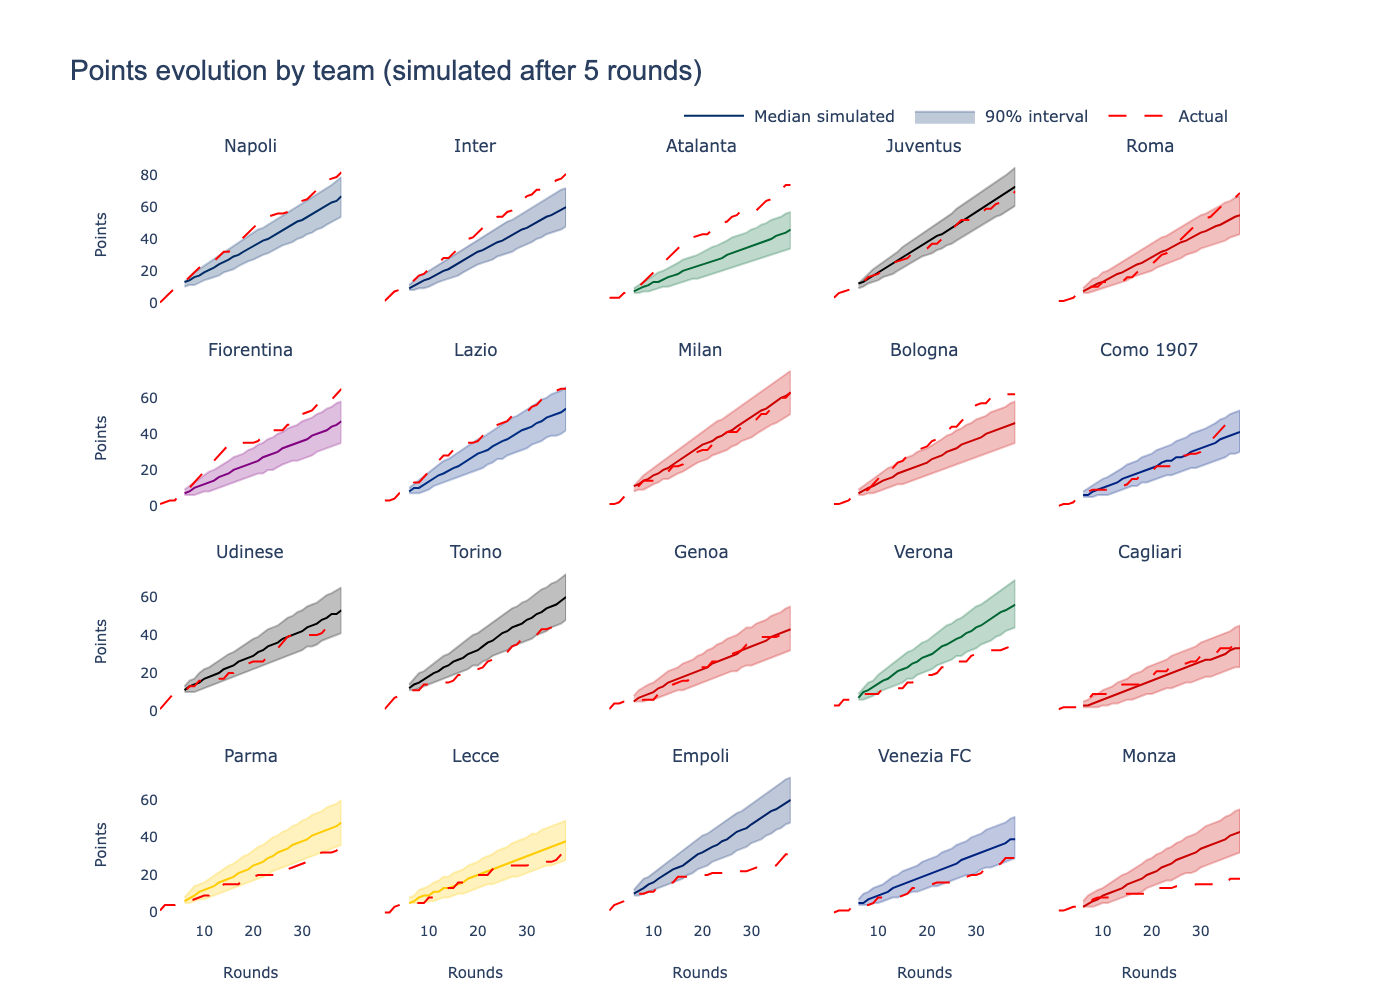 Points evolution by team (simulated after 5 rounds)
Median simulated 90% interval Actual
Napoli Inter Atalanta Juventus Roma
80
60
40
20
0
Points
Fiorentina Lazio Milan Bologna Como 1907
60
40
20
0
Points
Udinese Torino Genoa Verona Cagliari
60
40
20
0
Points
Parma Lecce Empoli Venezia FC Monza
60
40
20
0
Points
10 20 30 10 20 30 10 20 30 10 20 30 10 20 30
Rounds Rounds Rounds Rounds Rounds